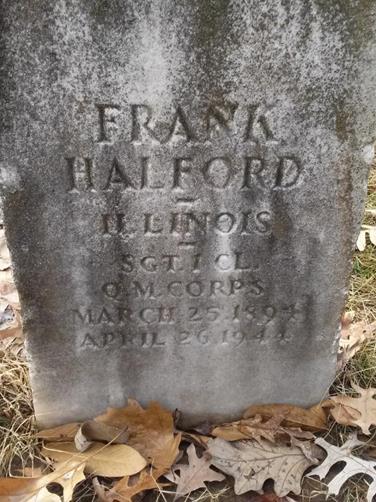 FRANK
HALFORD
ILLINOIS
SGT. 1 CL.
Q.M. CORPS
MARCH 25. 1894
APRIL 26. 1944